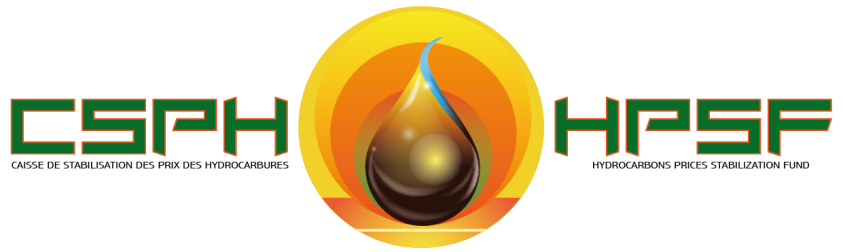 CSPH
CAISSE DE STABILISATION DES PRIX DES HYDROCARBURES
HPSF
HYDROCARBONS PRICES STABILIZATION FUND